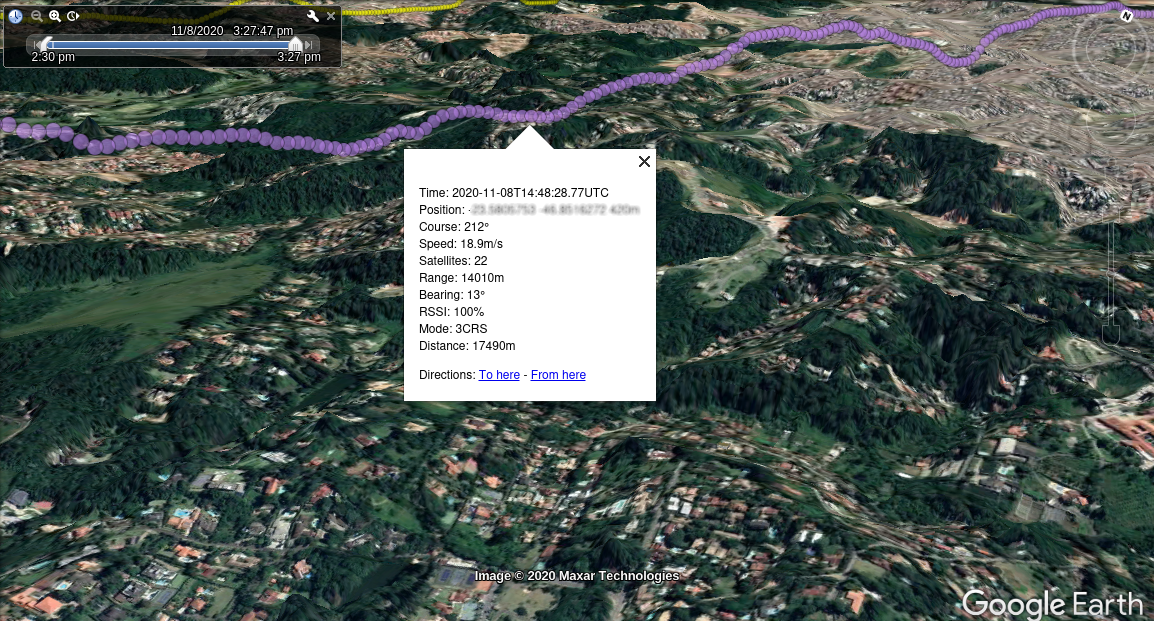 11/8/2020 3:27:47 pm
2:30 pm 3:27 pm
N
Time: 2020-11-08T14:48:28.77UTC
Position:
Course: 212°
Speed: 18.9m/s
Satellites: 22
Range: 14010m
Bearing: 13°
RSSI: 100%
Mode: 3CRS
Distance: 17490m
Directions: To here - From here
Image © 2020 Maxar Technologies
Google Earth